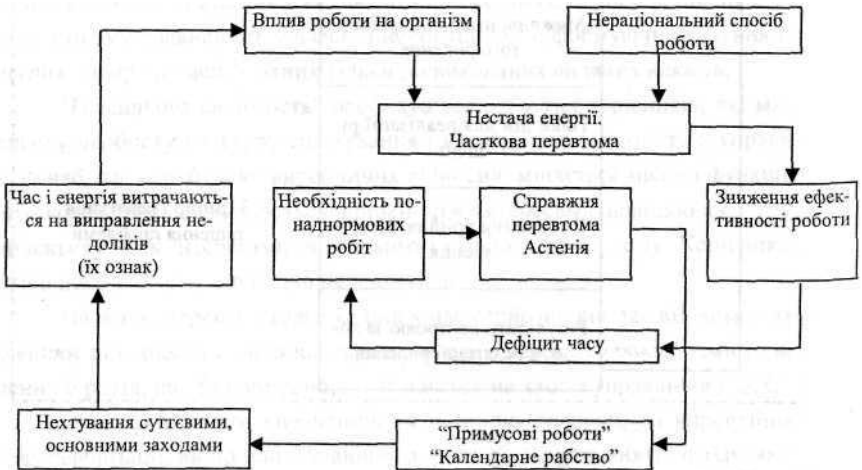 Вплив роботи на організм
Нераціональний спосіб
роботи
Нестача енергії.
Часткова перевтома
Час і енергія витрачають-
ся на виправлення не-
доліків
(їх ознак)
Необхідність по-
наднормових
робіт
Справжня
перевтома
Астенія
Зниження ефек-
тивності роботи
Дефіцит часу
Нехтування суттєвими,
основними заходами
“Примусові роботи”
“Календарне рабство”